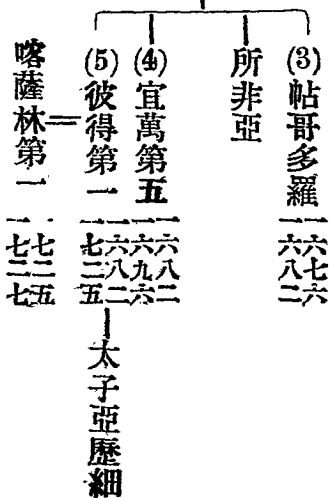 (3)帖哥多羅
一六七六
一六八二
所非亞
(4)宜萬第五
一六八二
一六九六
(5)彼得第一
一六八二
一七二五
太子亞歷細
喀薩林第一
一七二五
一七二七